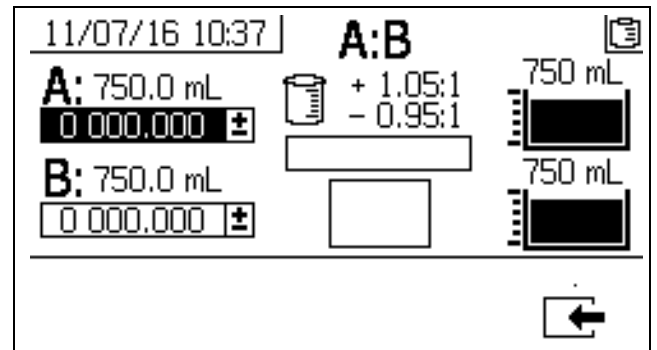 11/07/16 10:37
A:B
A: 750.0 mL
0 000.000 ±
+ 1.05:1
- 0.95:1
750 mL
B: 750.0 mL
0 000.000 ±
750 mL